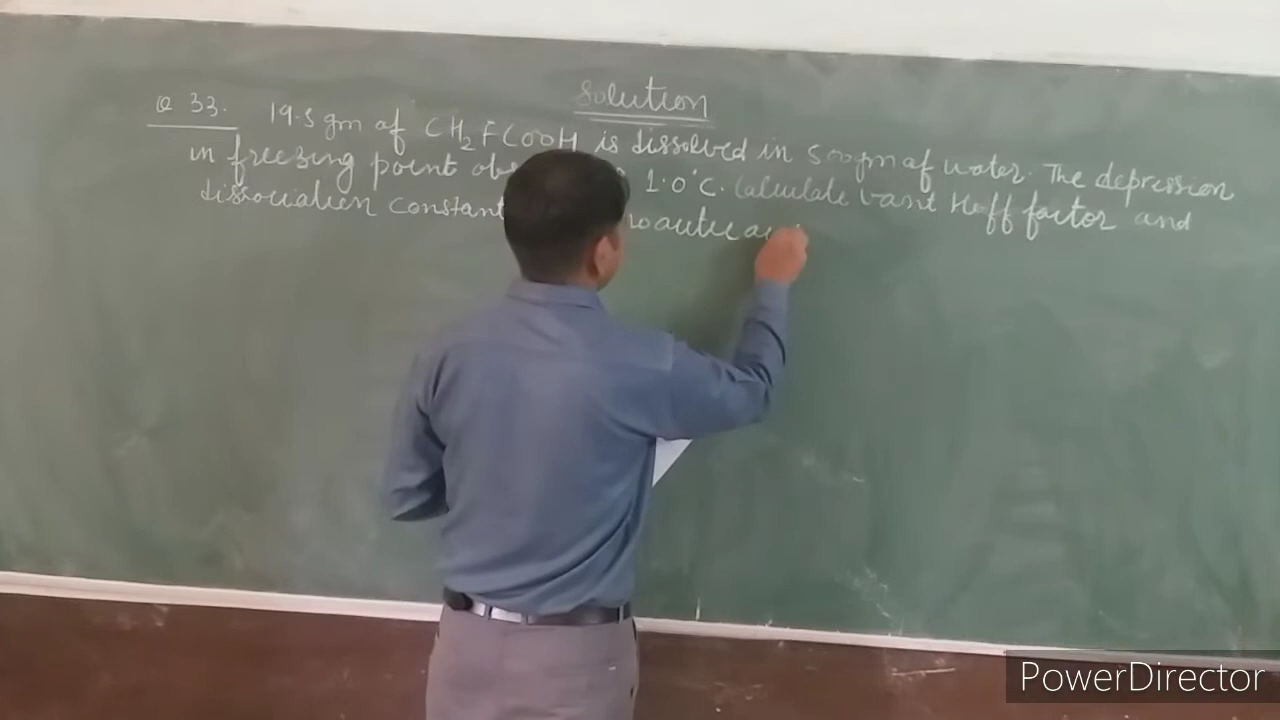 Solution
Q 33. 19.5 gm of CH2FCOOH is dissolved in 500gm of water. The depression
in freezing point 1.0°C. Calculate vant Hoff factor and
dissociation constant
PowerDirector